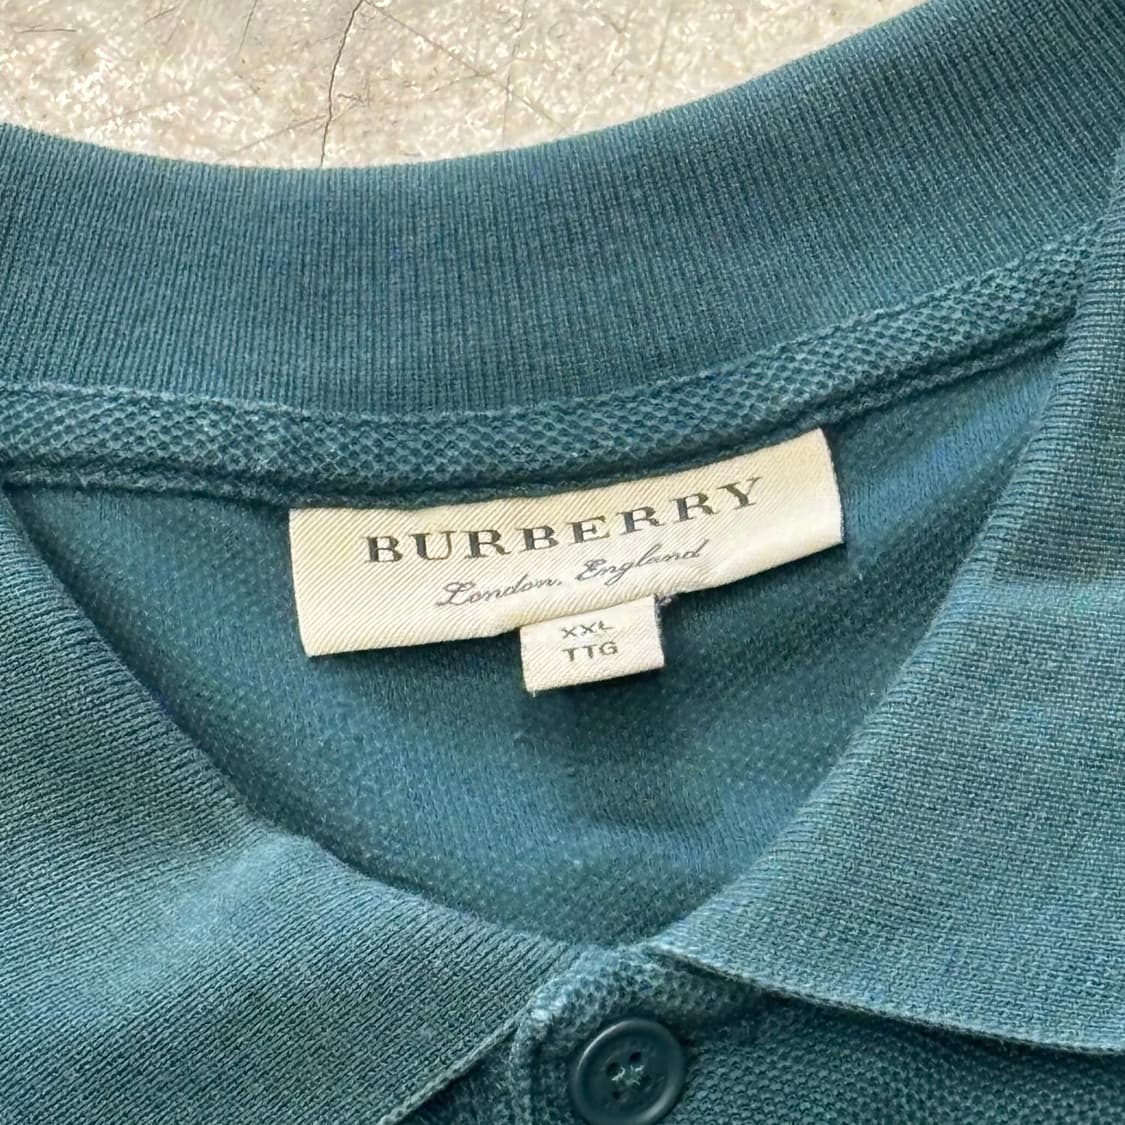 BURBERRY
London, England
XXL
TTG